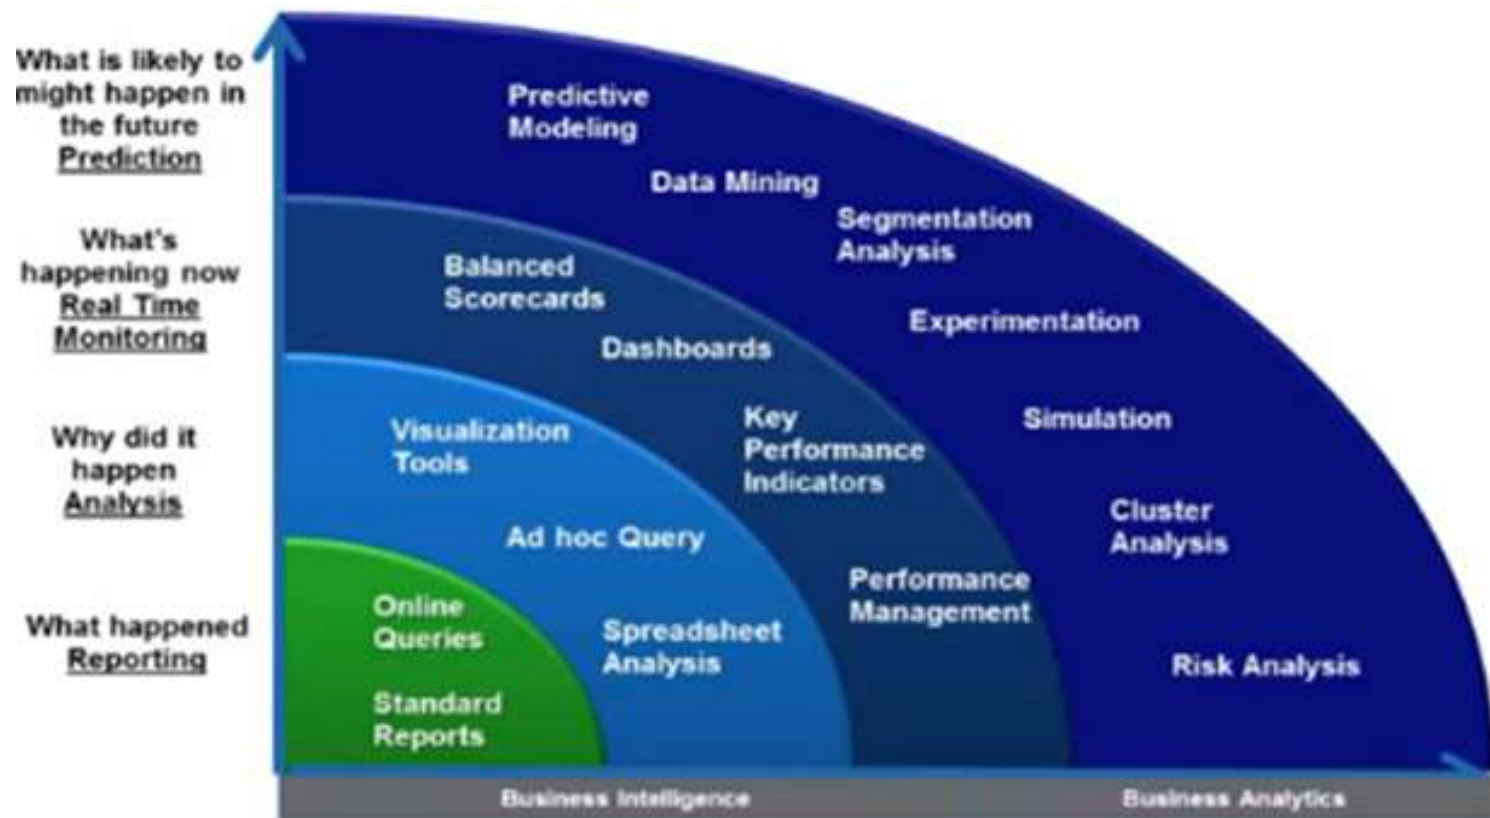 What is likely to
might happen in
the future
Prediction
What's
happening now
Real Time
Monitoring
Why did it
happen
Analysis
What happened
Reporting
Predictive
Modeling
Data Mining
Segmentation
Analysis
Experimentation
Simulation
Cluster
Analysis
Risk Analysis
Balanced
Scorecards
Dashboards
Key
Performance
Indicators
Performance
Management
Visualization
Tools
Ad hoc Query
Spreadsheet
Analysis
Online
Queries
Standard
Reports
Business Intelligence
Business Analytics